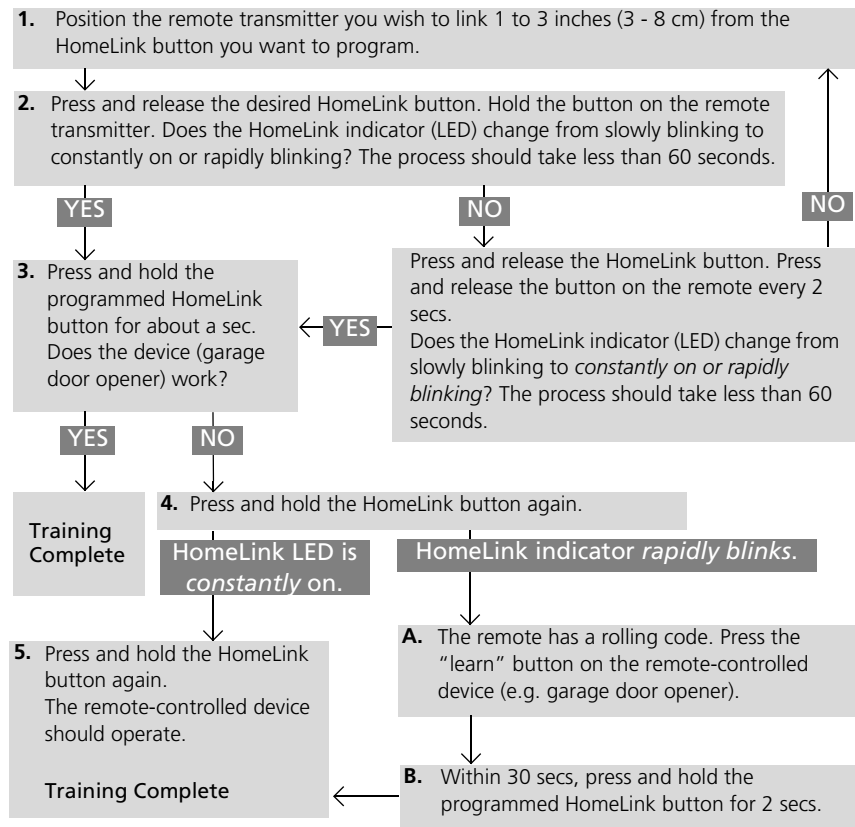 1. Position the remote transmitter you wish to link 1 to 3 inches (3 - 8 cm) from the
HomeLink button you want to program.
2. Press and release the desired HomeLink button. Hold the button on the remote
transmitter. Does the HomeLink indicator (LED) change from slowly blinking to
constantly on or rapidly blinking? The process should take less than 60 seconds.
YES
NO
NO
3. Press and hold the
programmed HomeLink
button for about a sec.
Does the device (garage
door opener) work?
YES
Press and release the HomeLink button. Press
and release the button on the remote every 2
secs.
Does the HomeLink indicator (LED) change from
slowly blinking to constantly on or rapidly
blinking? The process should take less than 60
seconds.
YES
NO
Training
Complete
4. Press and hold the HomeLink button again.
HomeLink LED is
constantly on.
HomeLink indicator rapidly blinks.
5. Press and hold the HomeLink
button again.
The remote-controlled device
should operate.
Training Complete
A. The remote has a rolling code. Press the
“learn” button on the remote-controlled
device (e.g. garage door opener).
B. Within 30 secs, press and hold the
programmed HomeLink button for 2 secs.